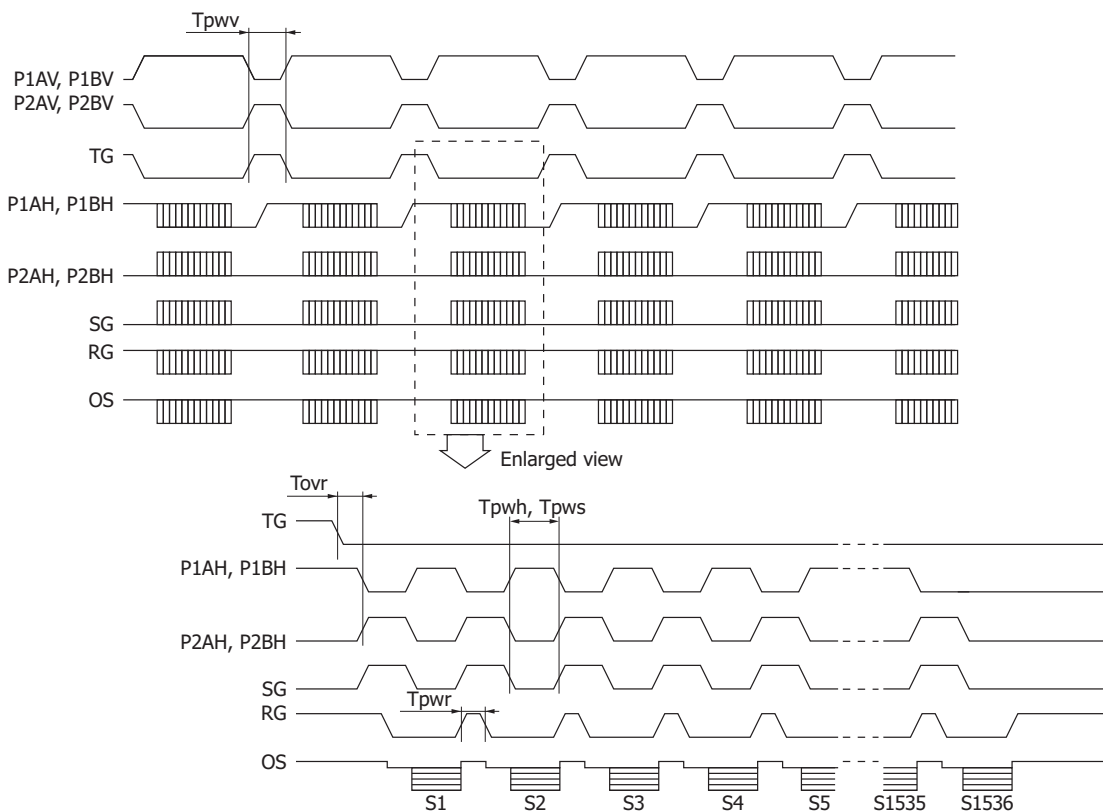 Tpwv
P1AV, P1BV
P2AV, P2BV
TG
P1AH, P1BH
P2AH, P2BH
SG
RG
OS
Enlarged view
Tovr
Tpwh, Tpws
TG
P1AH, P1BH
P2AH, P2BH
SG
Tpwr
RG
OS
S1 S2 S3 S4 S5 S1535 S1536